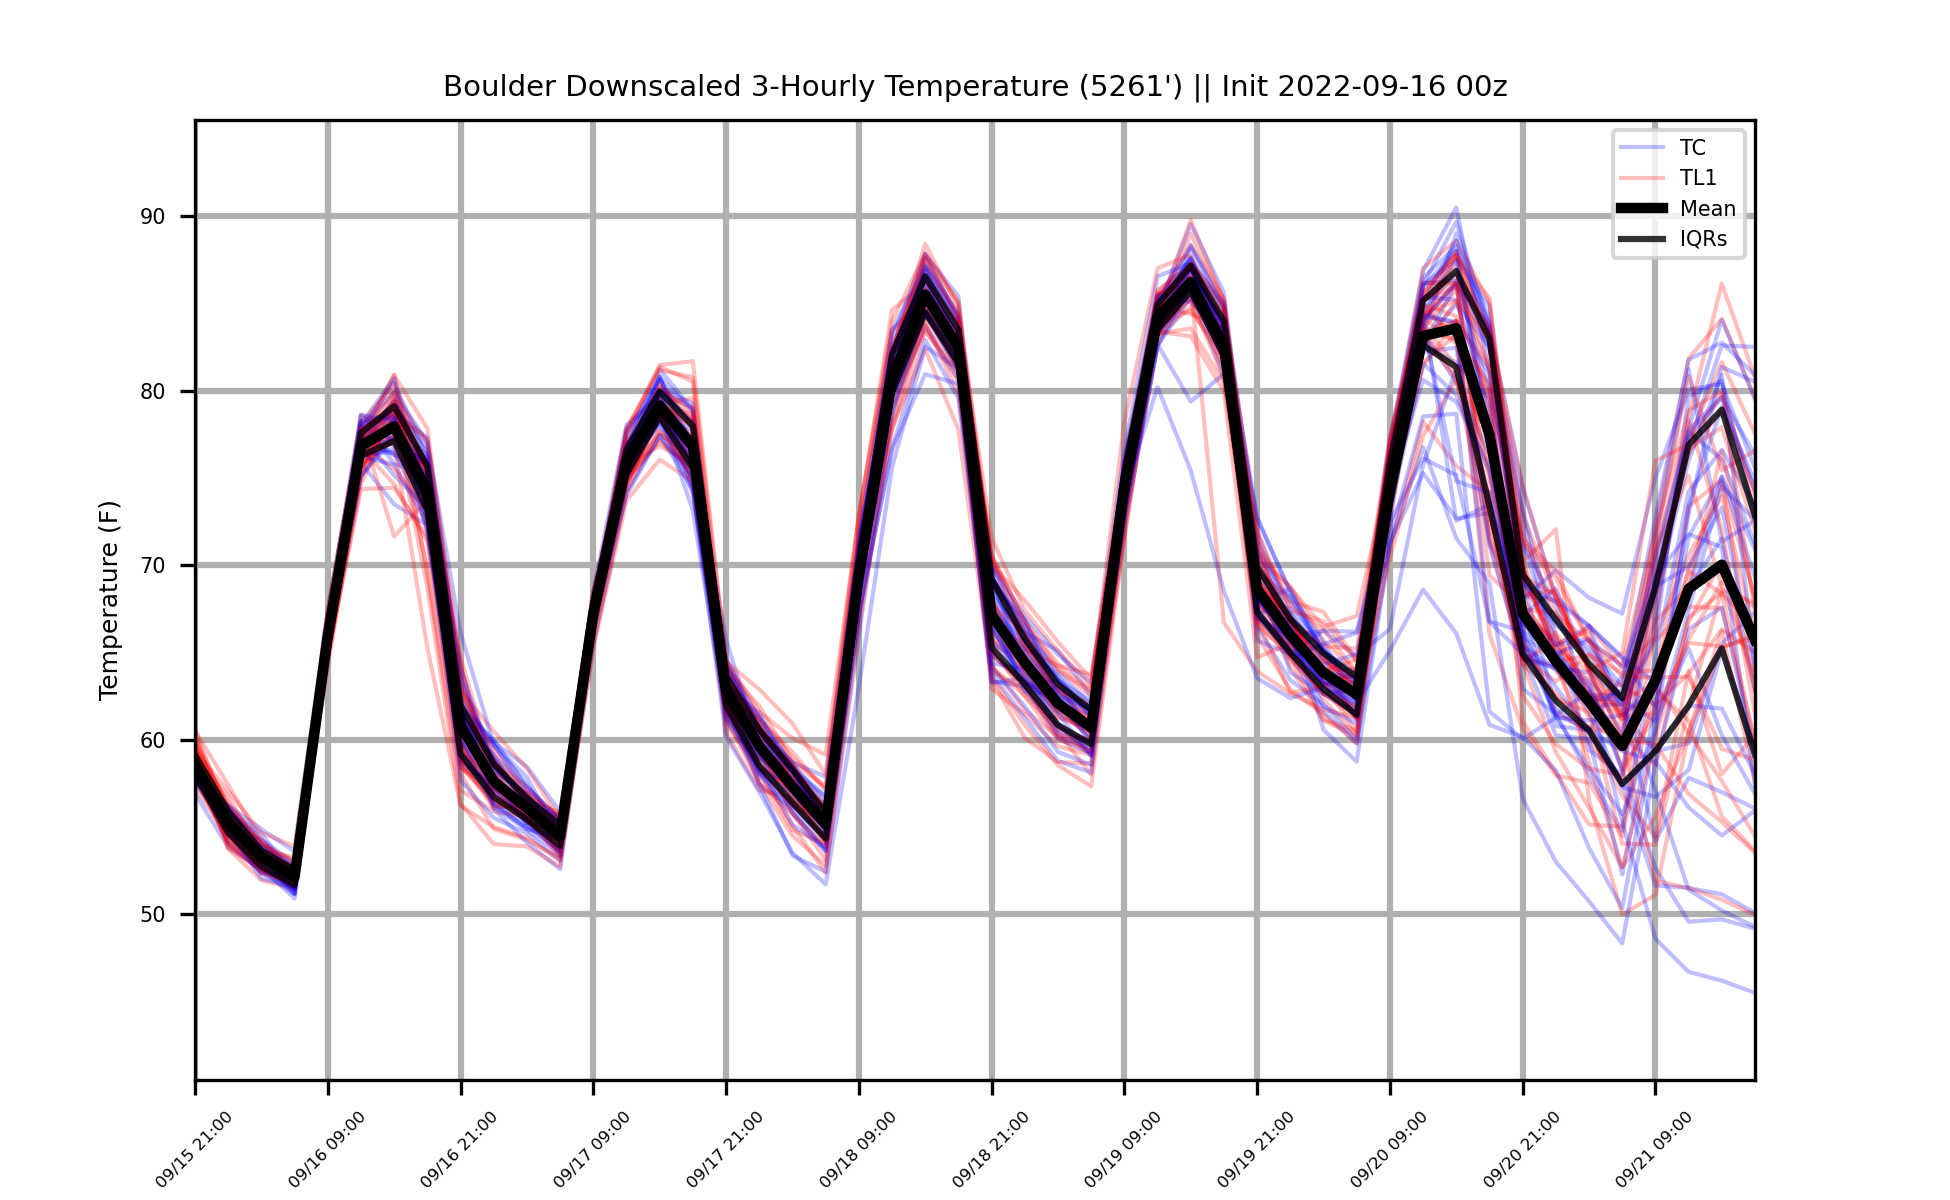 Boulder Downscaled 3-Hourly Temperature (5261') || Init 2022-09-16 00z
TC
TL1
Mean
IQRs
Temperature (F)
90
80
70
60
50
09/15 21:00
09/16 09:00
09/16 21:00
09/17 09:00
09/17 21:00
09/18 09:00
09/18 21:00
09/19 09:00
09/19 21:00
09/20 09:00
09/20 21:00
09/21 09:00